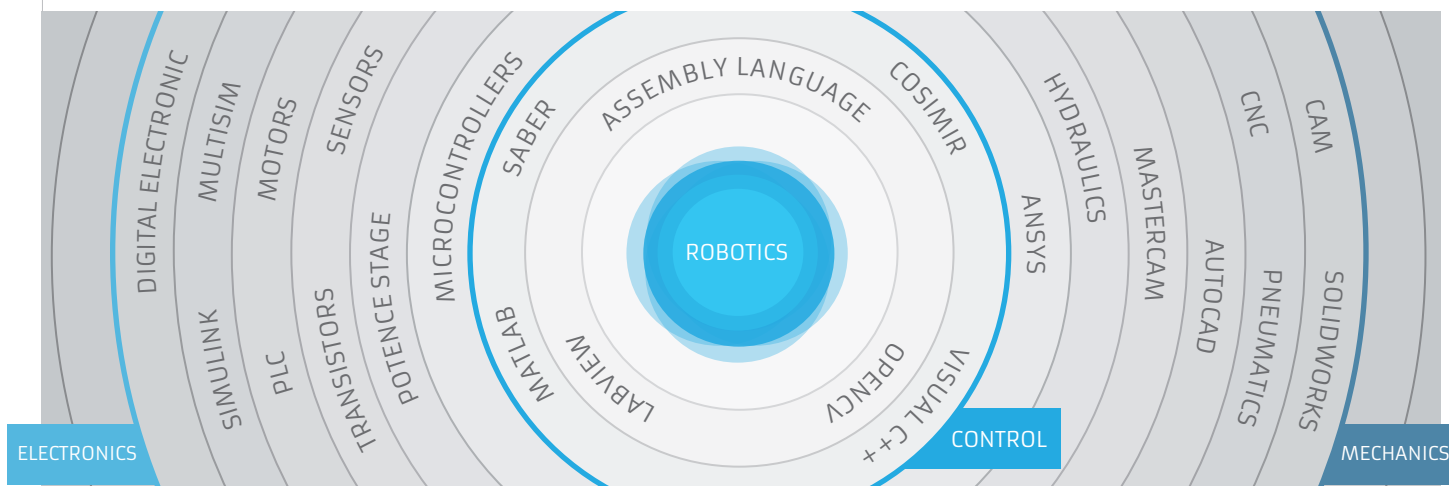 DIGITAL ELECTRONIC
MULTISIM
SIMULINK
MOTORS
PLC
SENSORS
TRANSISTORS
POTENCE STAGE
MICROCONTROLLERS
SABER
MATLAB
ASSEMBLY LANGUAGE
LABVIEW
ROBOTICS
OPENCV
COSIMIR
VISUAL C++
ANSYS
HYDRAULICS
MASTERCAM
AUTOCAD
CNC
PNEUMATICS
CAM
SOLIDWORKS
ELECTRONICS
CONTROL
MECHANICS